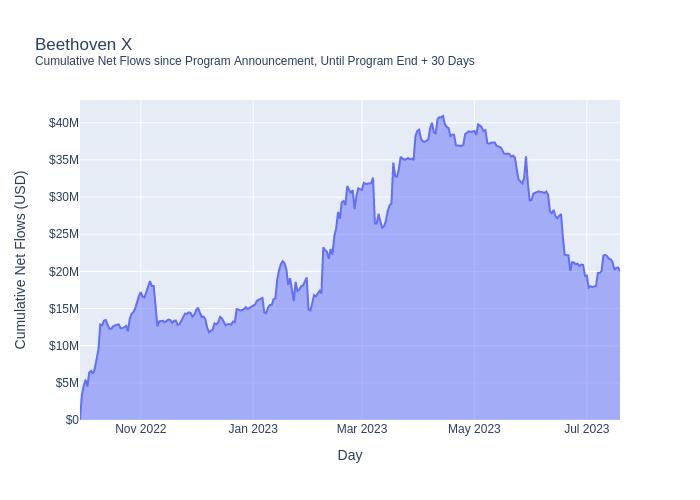 Beethoven X
Cumulative Net Flows since Program Announcement, Until Program End + 30 Days
Cumulative Net Flows (USD)
$40M
$35M
$30M
$25M
$20M
$15M
$10M
$5M
$0
Nov 2022
Jan 2023
Mar 2023
May 2023
Jul 2023
Day